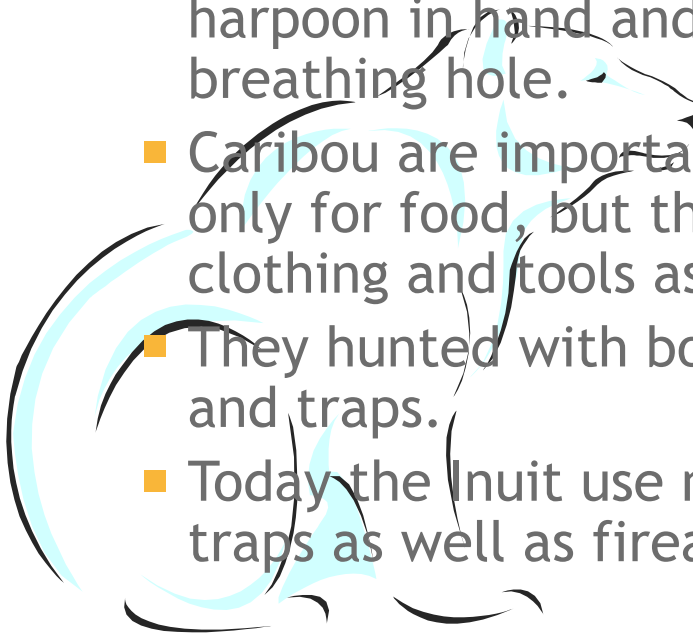 harpoon in hand and
breathing hole.
Caribou are importa
only for food, but th
clothing and tools as
They hunted with bo
and traps.
Today the Inuit use
traps as well as firea